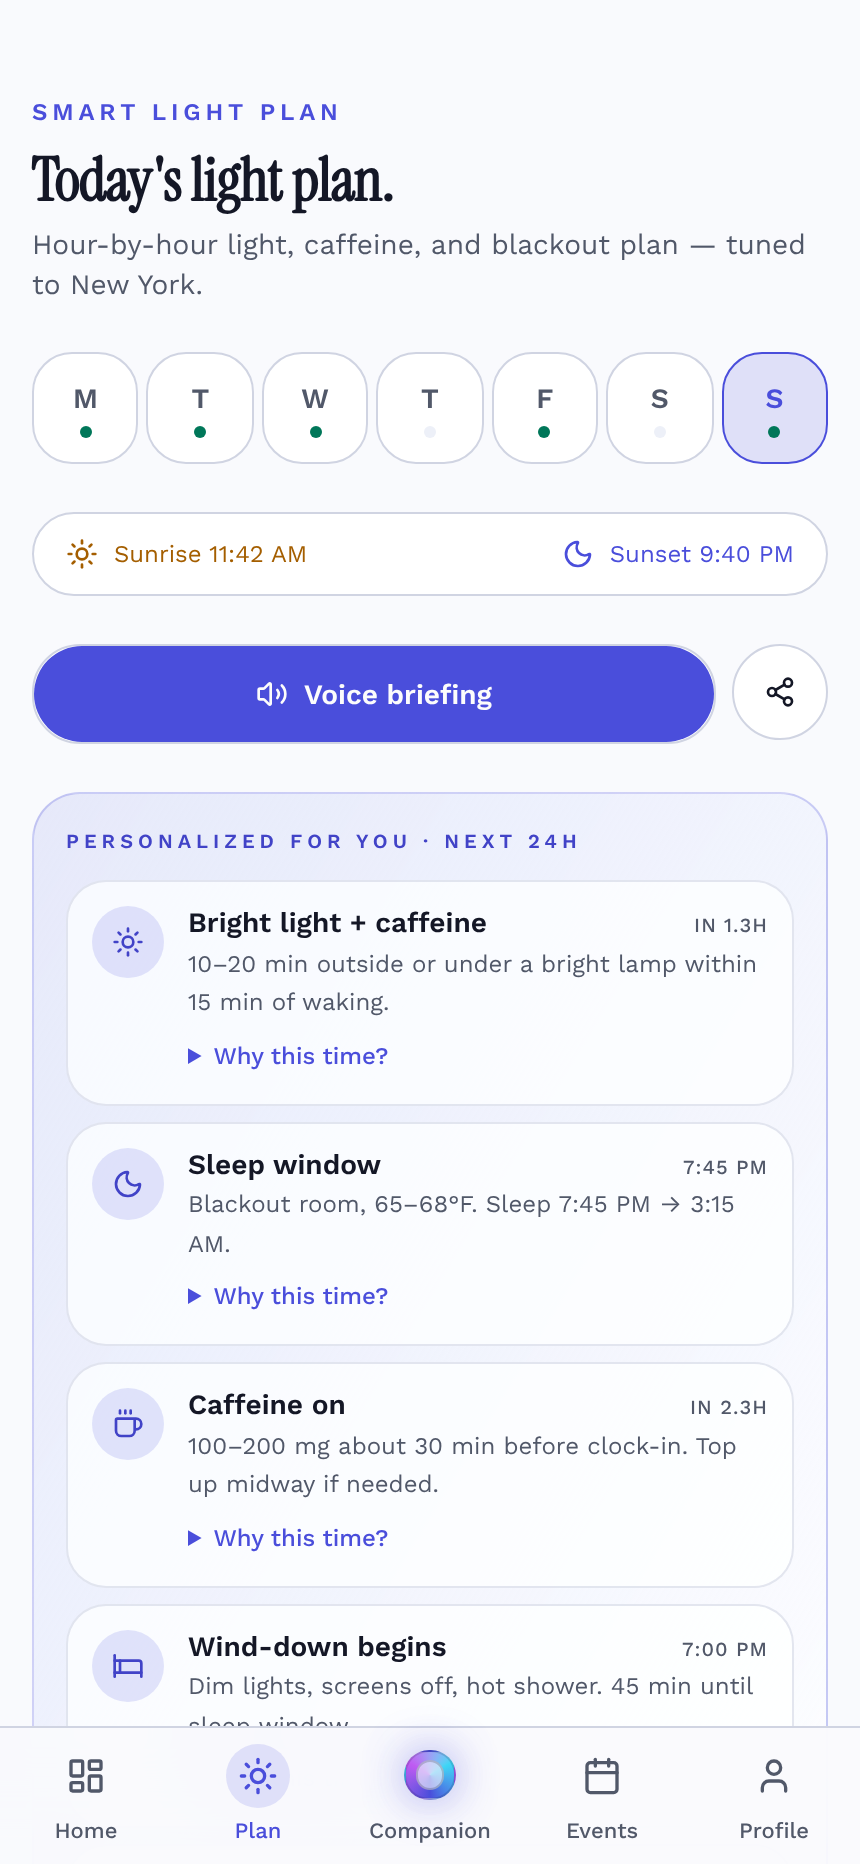 SMART LIGHT PLAN
Today's light plan.
Hour-by-hour light, caffeine, and blackout plan — tuned
to New York.
M T W T F S S
Sunrise 11:42 AM Sunset 9:40 PM
Voice briefing
PERSONALIZED FOR YOU · NEXT 24H
Bright light + caffeine IN 1.3H
10–20 min outside or under a bright lamp within
15 min of waking.
▶ Why this time?
Sleep window 7:45 PM
Blackout room, 65–68°F. Sleep 7:45 PM → 3:15
AM.
▶ Why this time?
Caffeine on IN 2.3H
100–200 mg about 30 min before clock-in. Top
up midway if needed.
▶ Why this time?
Wind-down begins 7:00 PM
Dim lights, screens off, hot shower. 45 min until
sleep window.
Home Plan Companion Events Profile